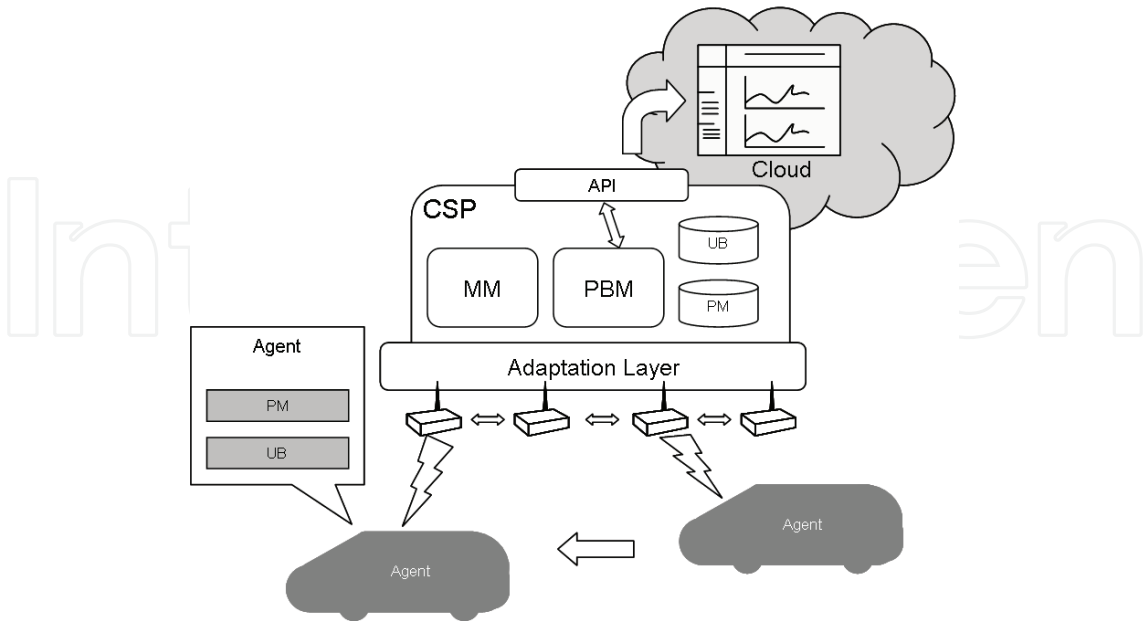 Cloud
API
CSP
UB
MM
PBM
PM
Agent
Adaptation Layer
PM
UB
Agent
Agent